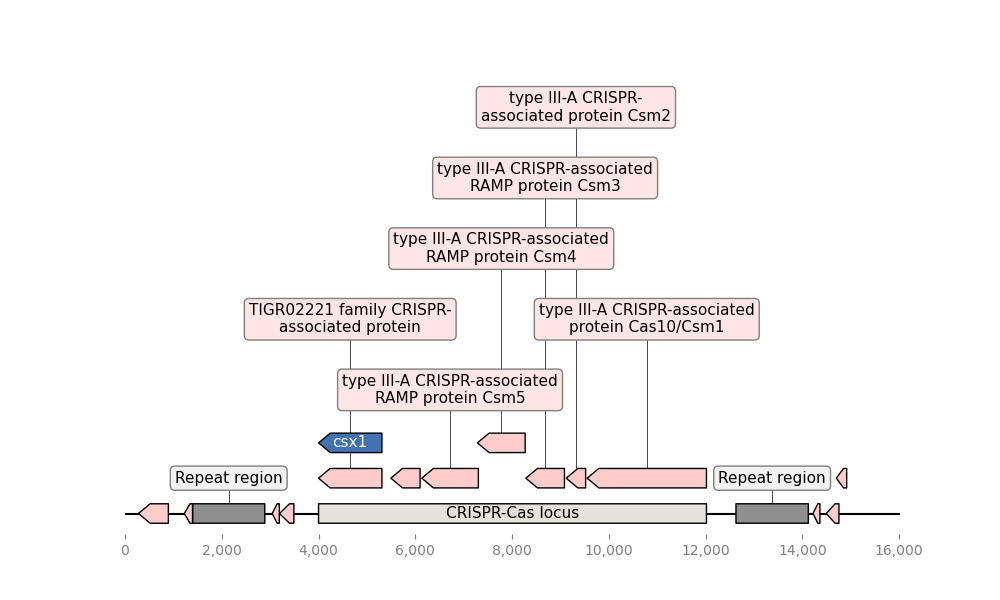 type III-A CRISPR-
associated protein Csm2
type III-A CRISPR-associated
RAMP protein Csm3
type III-A CRISPR-associated
RAMP protein Csm4
TIGR02221 family CRISPR-
associated protein
type III-A CRISPR-associated
protein Cas10/Csm1
type III-A CRISPR-associated
RAMP protein Csm5
csx1
Repeat region
Repeat region
CRISPR-Cas locus
0 2,000 4,000 6,000 8,000 10,000 12,000 14,000 16,000